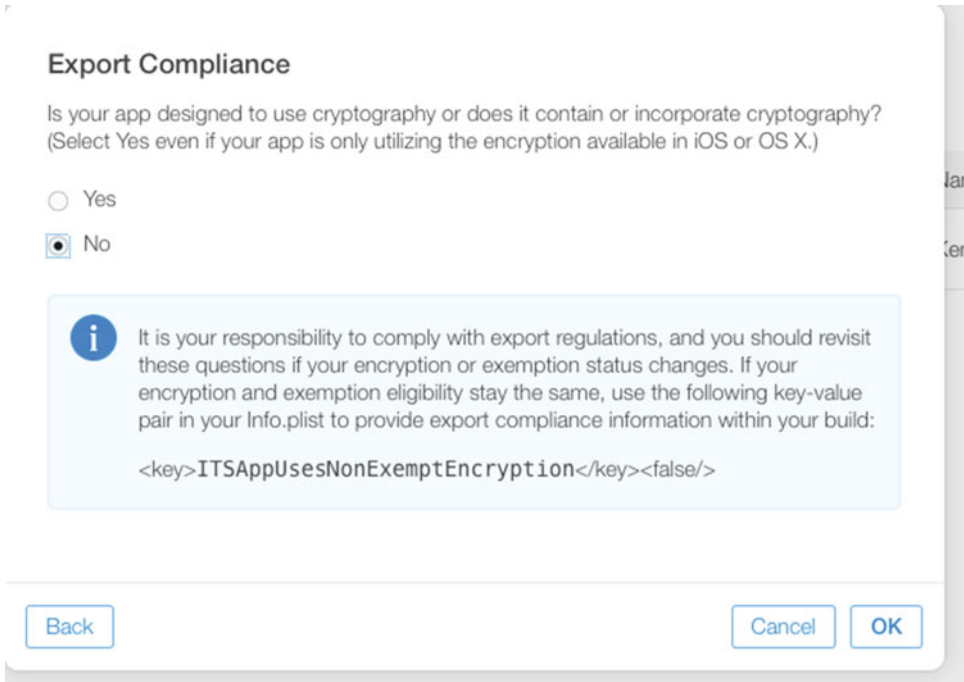 Export Compliance
Is your app designed to use cryptography or does it contain or incorporate cryptography?
(Select Yes even if your app is only utilizing the encryption available in iOS or OS X.)
Yes
No
It is your responsibility to comply with export regulations, and you should revisit
these questions if your encryption or exemption status changes. If your
encryption and exemption eligibility stay the same, use the following key-value
pair in your Info.plist to provide export compliance information within your build:
<key>ITSAppUsesNonExemptEncryption</key><false/>
Back
Cancel
OK